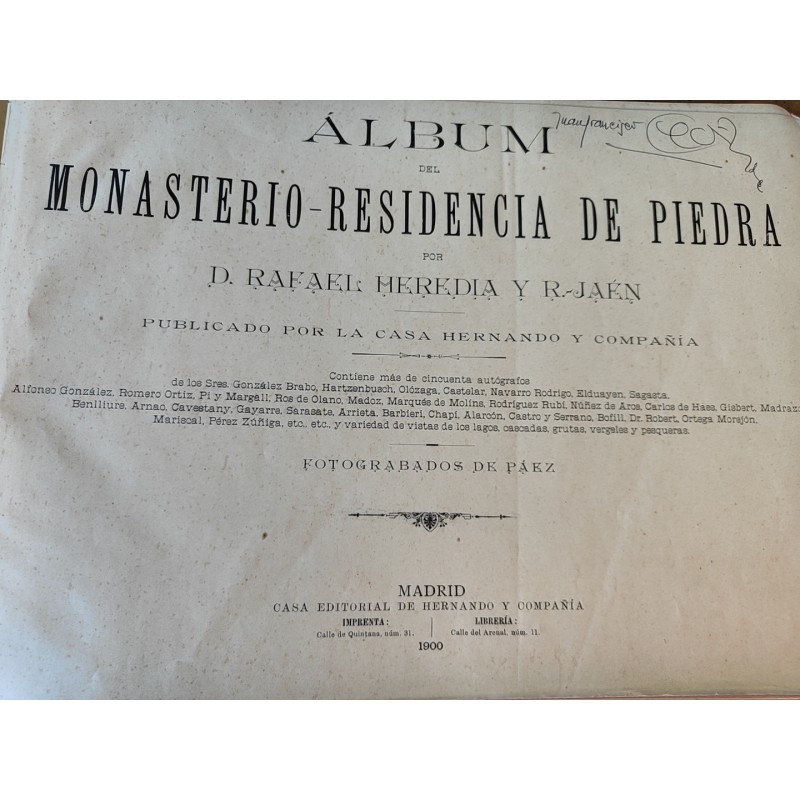 ÁLBUM
Juanfrancisco
DEL
MONASTERIO-RESIDENCIA DE PIEDRA
POR
D. RAFAEL HEREDIA Y R.-JAÉN
PUBLICADO POR LA CASA HERNANDO Y COMPAÑÍA
Contiene más de cincuenta autógrafos
de los Sres. González Brabo, Hartzenbusch, Olózaga, Castelar, Navarro Rodrigo, Elduayen, Sagasta,
Alfonso González, Romero Ortiz, Pi y Margall, Ros de Olano, Madoz, Marqués de Molins, Rodríguez Rubí, Núñez de Arce, Carlos de Haes, Gisbert, Madrazo
Benlliure, Arnao, Cavestany, Gayarre, Sarasate, Arrieta, Barbieri, Chapí, Alarcón, Castro y Serrano, Bofill, Dr. Robert, Ortega Morejón,
Mariscal, Pérez Zúñiga, etc., etc., y variedad de vistas de los lagos, cascadas, grutas, vergeles y pesqueras.
FOTOGRABADOS DE PÁEZ
MADRID
CASA EDITORIAL DE HERNANDO Y COMPAÑÍA
IMPRENTA: LIBRERÍA:
Calle de Quintana, núm. 31. Calle del Arenal, núm. 11.
1900